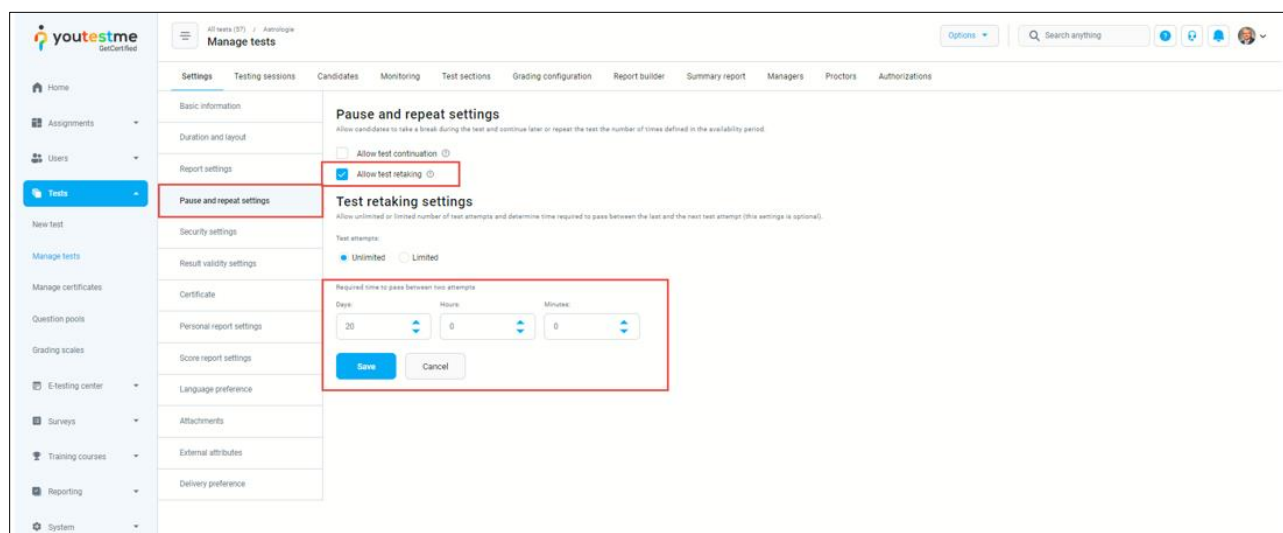 youtestme
GetCertified
All tests (57) / Astrologie
Manage tests
Options
Search anything
Home
Assignments
Users
Tests
New test
Manage tests
Manage certificates
Question pools
Grading scales
E-testing center
Surveys
Training courses
Reporting
System
Settings Testing sessions Candidates Monitoring Test sections Grading configuration Report builder Summary report Managers Proctors Authorizations
Basic information
Duration and layout
Report settings
Pause and repeat settings
Security settings
Result validity settings
Certificate
Personal report settings
Score report settings
Language preference
Attachments
External attributes
Delivery preference
Pause and repeat settings
Allow candidates to take a break during the test and continue later or repeat the test the number of times defined in the availability period.
Allow test continuation
Allow test retaking
Test retaking settings
Allow unlimited or limited number of test attempts and determine time required to pass between the last and the next test attempt (this settings is optional).
Test attempts:
Unlimited Limited
Required time to pass between two attempts
Days: Hours: Minutes:
20 0 0
Save Cancel